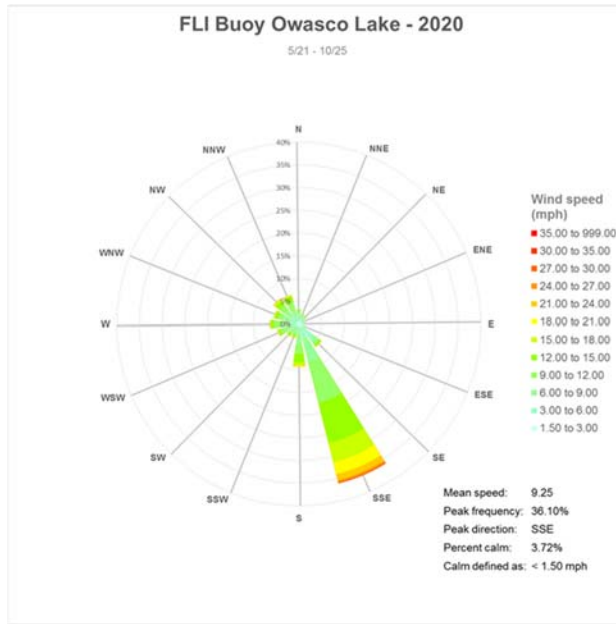 FLI Buoy Owasco Lake - 2020
5/21 - 10/25
N
NNE
NE
ENE
E
ESE
SE
SSE
S
SSW
SW
WSW
W
WNW
NW
NNW
40%
35%
30%
25%
20%
15%
10%
5%
0%
Wind speed
(mph)
35.00 to 999.00
30.00 to 35.00
27.00 to 30.00
24.00 to 27.00
21.00 to 24.00
18.00 to 21.00
15.00 to 18.00
12.00 to 15.00
9.00 to 12.00
6.00 to 9.00
3.00 to 6.00
1.50 to 3.00
Mean speed: 9.25
Peak frequency: 36.10%
Peak direction: SSE
Percent calm: 3.72%
Calm defined as: < 1.50 mph